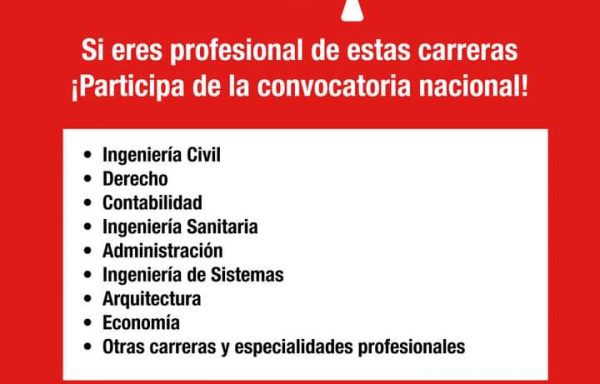 Si eres profesional de estas carreras
¡Participa de la convocatoria nacional!
• Ingeniería Civil
• Derecho
• Contabilidad
• Ingeniería Sanitaria
• Administración
• Ingeniería de Sistemas
• Arquitectura
• Economía
• Otras carreras y especialidades profesionales